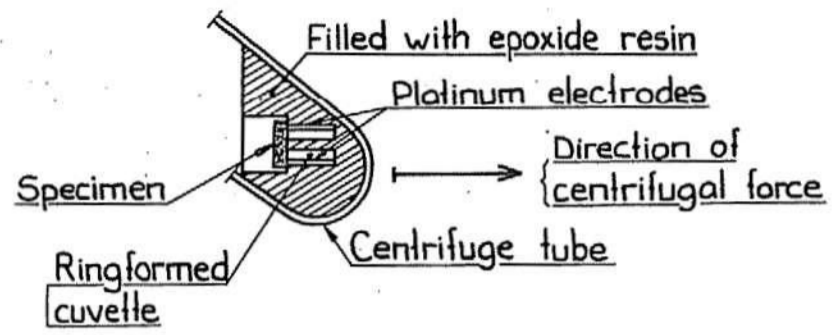 Filled with epoxide resin
Platinum electrodes
Direction of
centrifugal force
Specimen
Centrifuge tube
Ringformed
cuvette